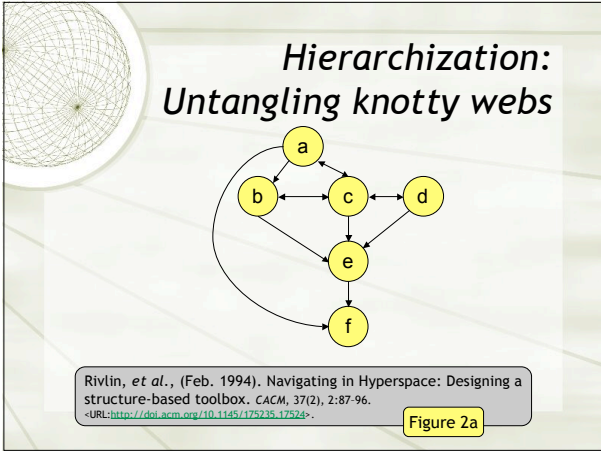 Hierarchization:
Untangling knotty webs
a
b c d
e
f
Rivlin, et al., (Feb. 1994). Navigating in Hyperspace: Designing a
structure-based toolbox. CACM, 37(2), 2:87-96.
<URL:http://doi.acm.org/10.1145/175235.17524>.
Figure 2a